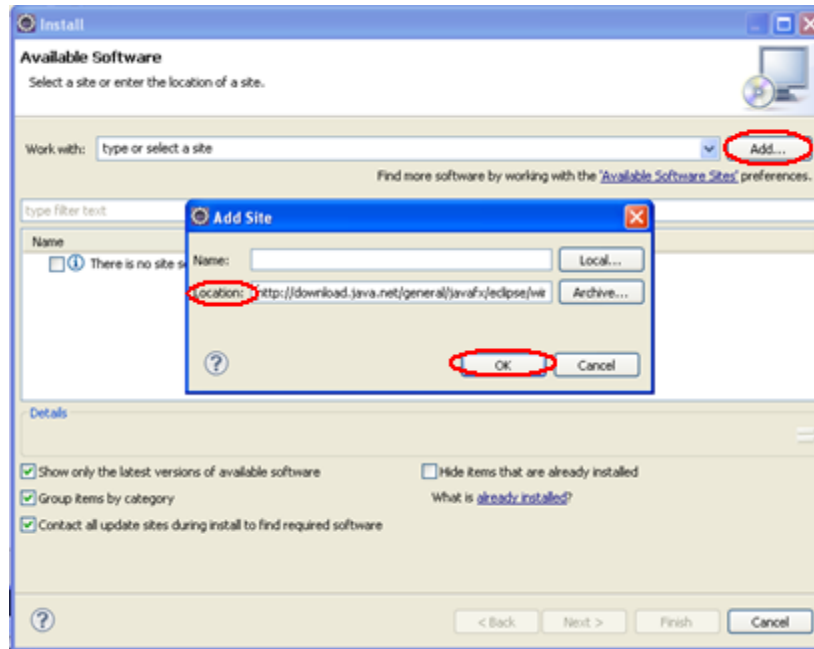 Install
Available Software
Select a site or enter the location of a site.
Work with: type or select a site Add...
Find more software by working with the 'Available Software Sites' preferences.
type filter text
Name
There is no site s
Add Site
Name: Local...
Location: http://download.java.net/general/javafx/eclipse/wi Archive...
OK Cancel
Details
Show only the latest versions of available software
Hide items that are already installed
Group items by category
What is already installed?
Contact all update sites during install to find required software
< Back Next > Finish Cancel